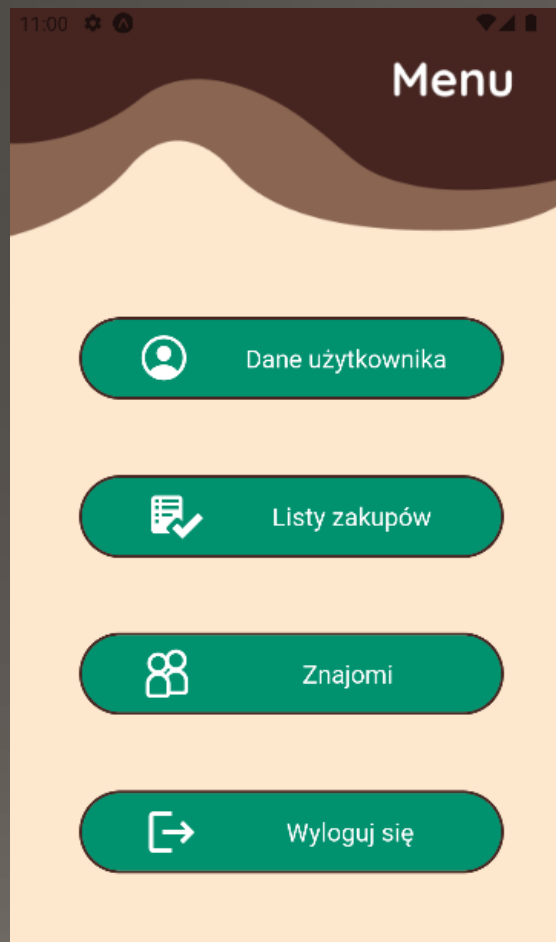 11:00
Menu
Dane użytkownika
Listy zakupów
Znajomi
Wyloguj się